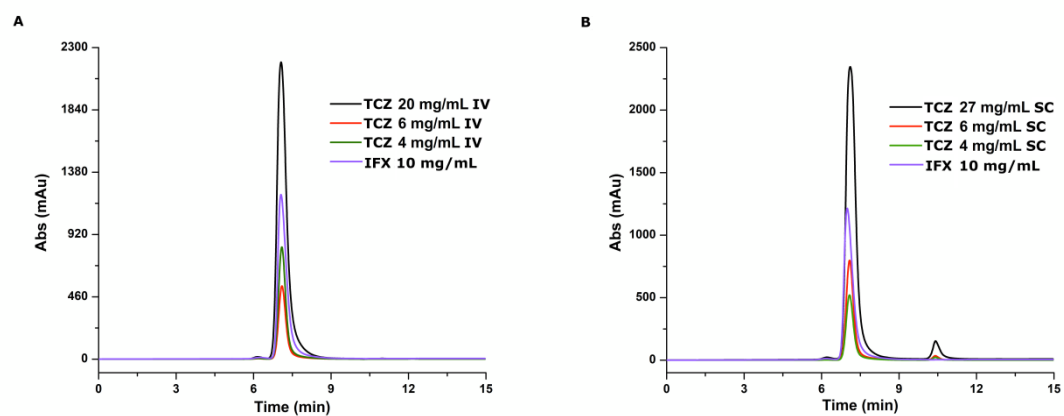 A
2300
1840
1380
920
460
0
Abs (mAu)
0
3
6
9
12
15
Time (min)
TCZ 20 mg/mL IV
TCZ 6 mg/mL IV
TCZ 4 mg/mL IV
IFX 10 mg/mL
B
2500
2000
1500
1000
500
0
Abs (mAu)
0
3
6
9
12
15
Time (min)
TCZ 27 mg/mL SC
TCZ 6 mg/mL SC
TCZ 4 mg/mL SC
IFX 10 mg/mL